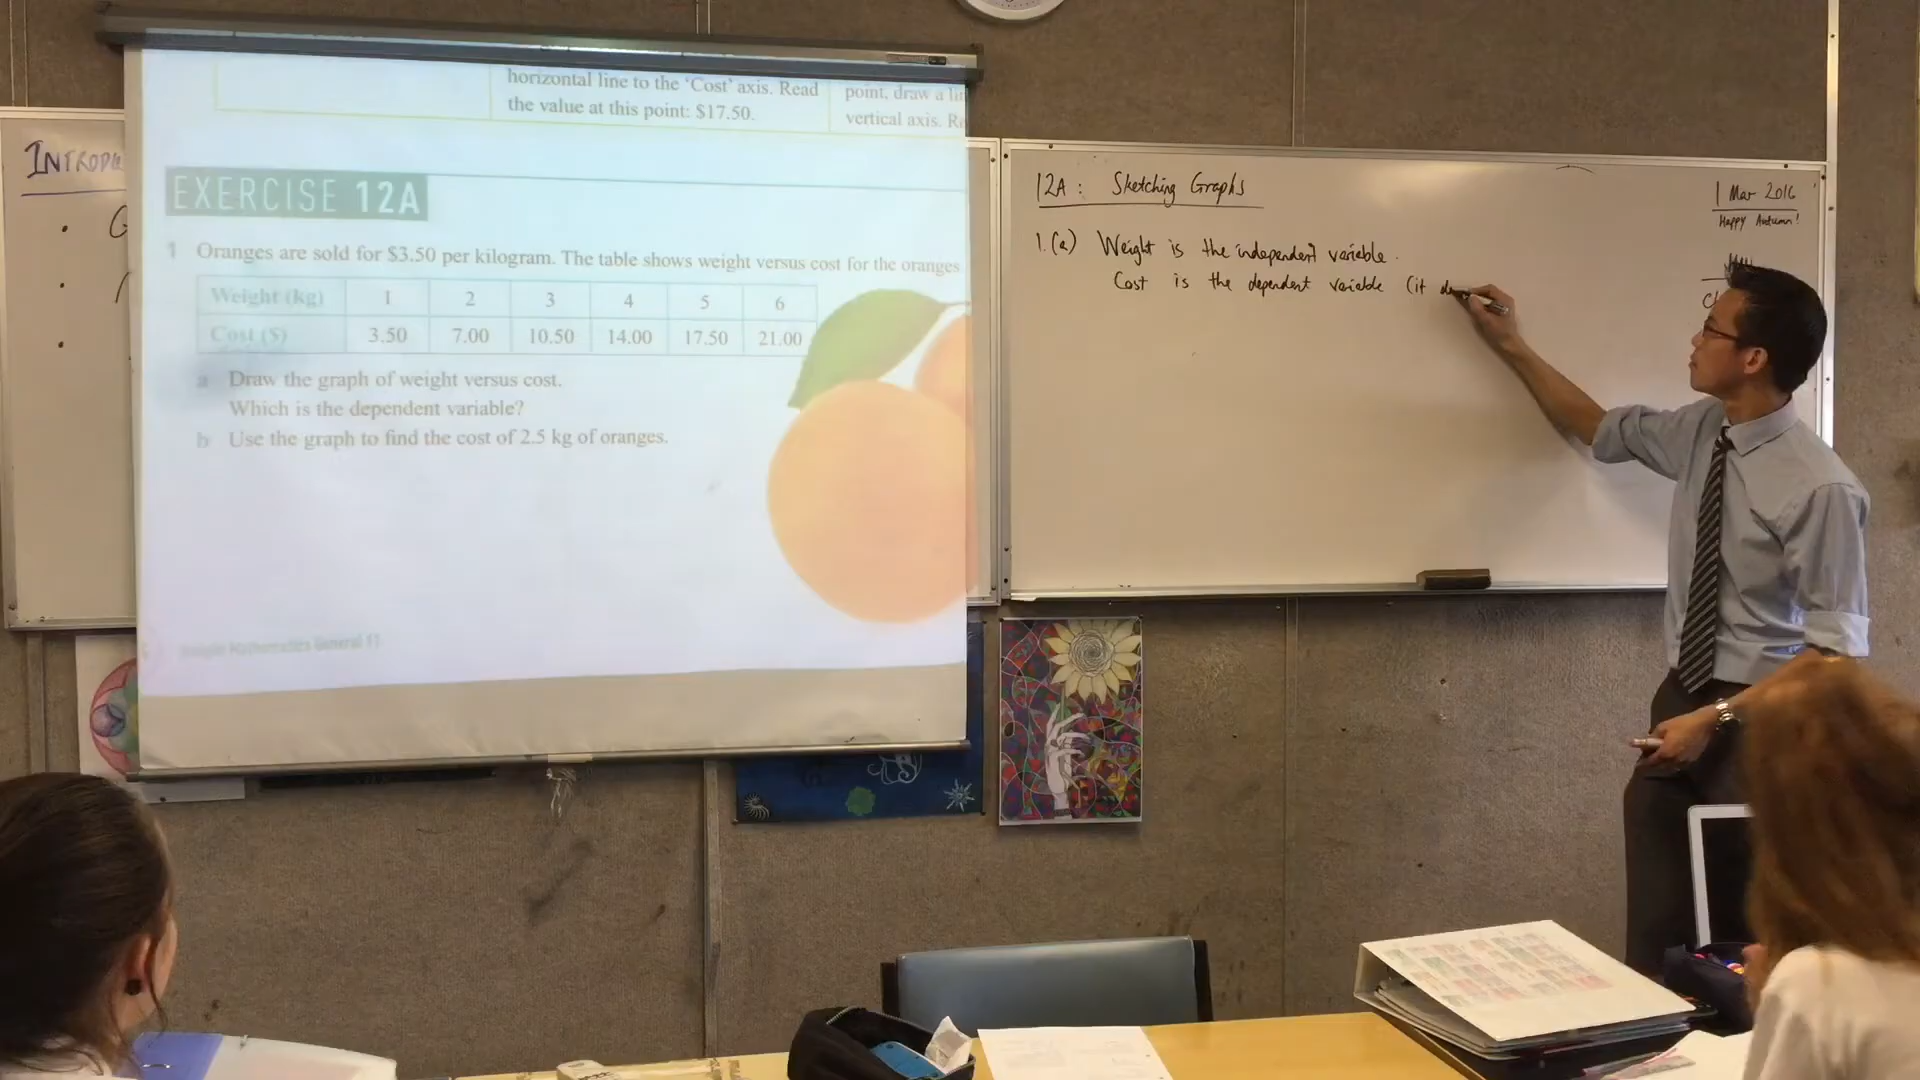 horizontal line to the ‘Cost’ axis. Read
the value at this point: $17.50.
point, draw a
vertical axis.
EXERCISE 12A
1 Oranges are sold for $3.50 per kilogram. The table shows weight versus cost for the oranges
Weight (kg) 1 2 3 4 5 6
Cost ($) 3.50 7.00 10.50 14.00 17.50 21.00
a Draw the graph of weight versus cost.
Which is the dependent variable?
b Use the graph to find the cost of 2.5 kg of oranges.
Insight Mathematics General 11
12A: Sketching Graphs
1.(a) Weight is the independent variable.
Cost is the dependent variable (it
1 Mar 2016
Happy Autumn!